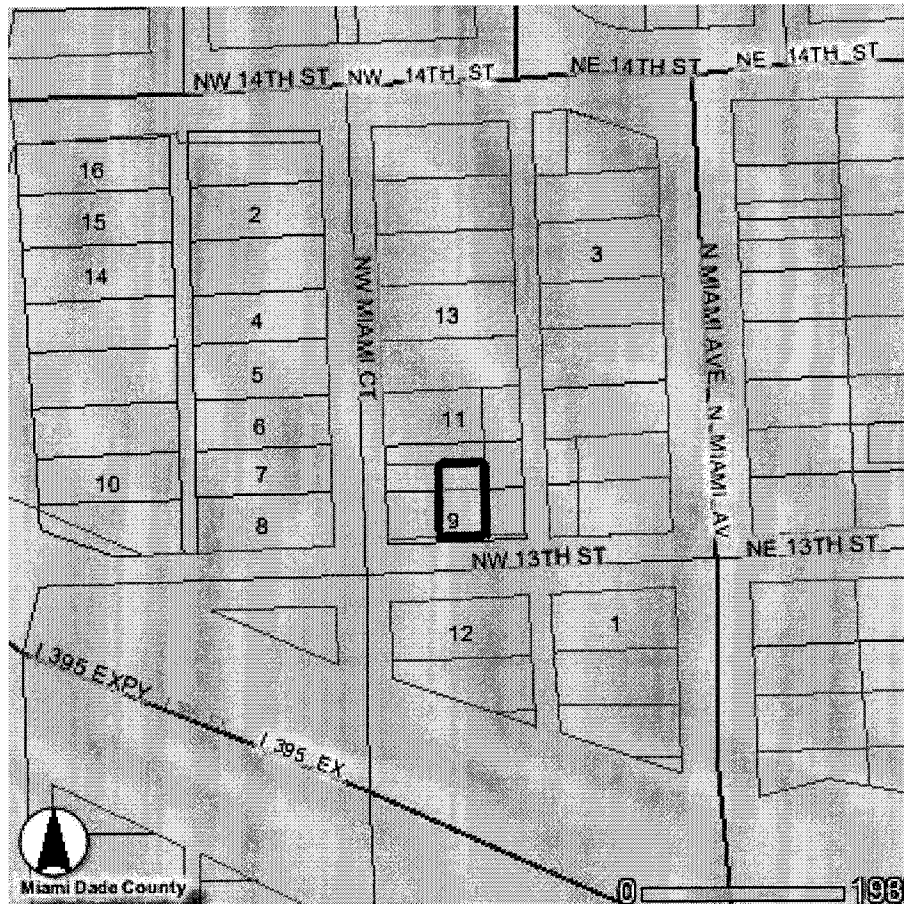 NW 14TH ST
NW 14TH ST
NE 14TH ST
NE 14TH ST
16
15
2
14
3
4
13
5
6
11
7
10
8
9
NW MIAMI CT
N MIAMI AVE
N MIAMI AV
NW 13TH ST
NE 13TH ST
12
1
I 395 EXPY
I 395 EX
Miami Dade County
0
198